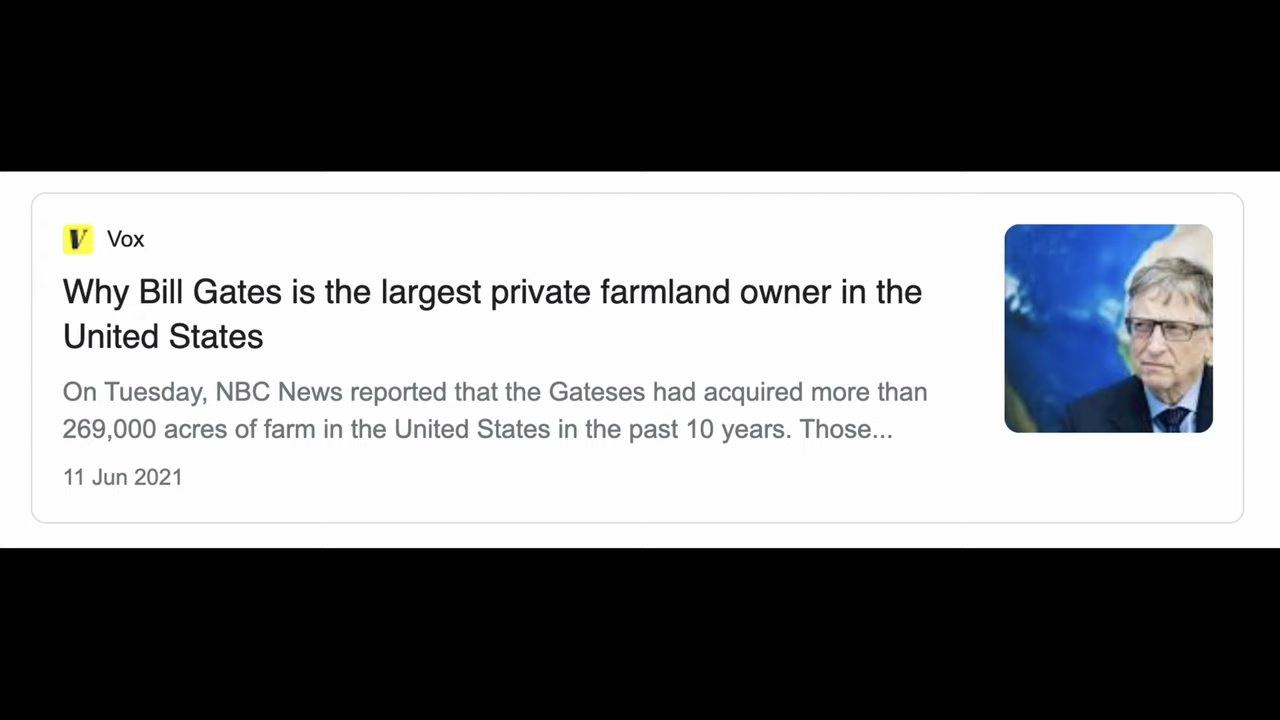 V Vox
Why Bill Gates is the largest private farmland owner in the
United States
On Tuesday, NBC News reported that the Gateses had acquired more than
269,000 acres of farm in the United States in the past 10 years. Those...
11 Jun 2021